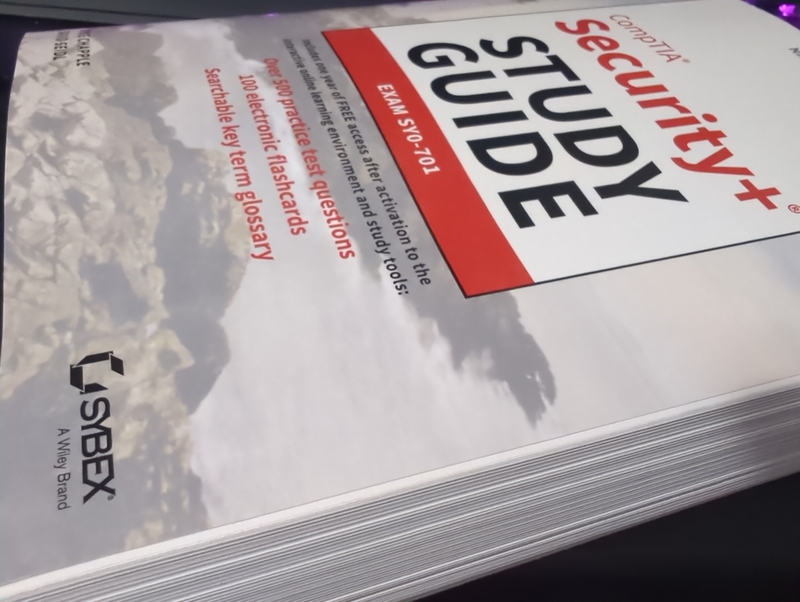 CompTIA®
Security+®
STUDY
GUIDE
EXAM SY0-701
Includes one year of FREE access after activation to the
interactive online learning environment and study tools:
Over 500 practice test questions
100 electronic flashcards
Searchable key term glossary
CHAPPLE
SEIDL
SYBEX®
A Wiley Brand